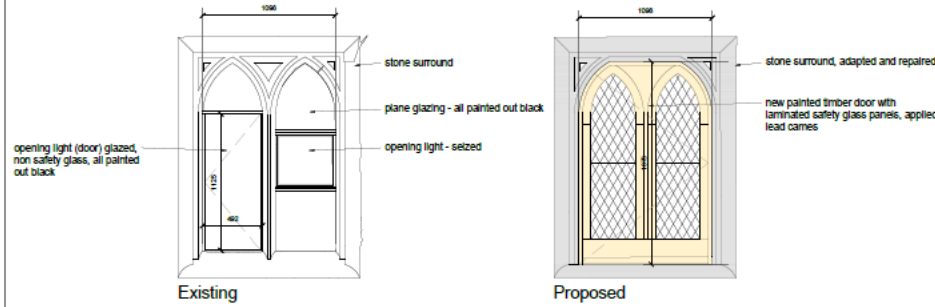 1096
stone surround
plane glazing - all painted out black
opening light - seized
opening light (door) glazed,
non safety glass, all painted
out black
1125
492
Existing
1096
stone surround, adapted and repaired
new painted timber door with
laminated safety glass panels, applied
lead cames
Proposed